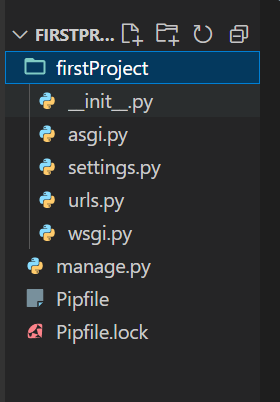 FIRSTPR...
firstProject
__init__.py
asgi.py
settings.py
urls.py
wsgi.py
manage.py
Pipfile
Pipfile.lock